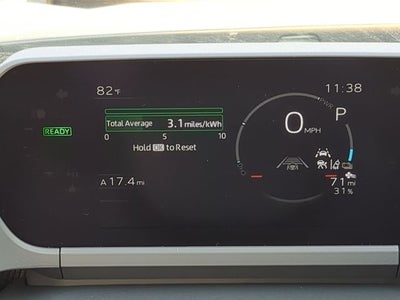 82°F
11:38
PWR
P
READY
Total Average 3.1 miles/kWh
0 5 10
Hold OK to Reset
0 MPH
A 17.4 mi
71 mi
31%